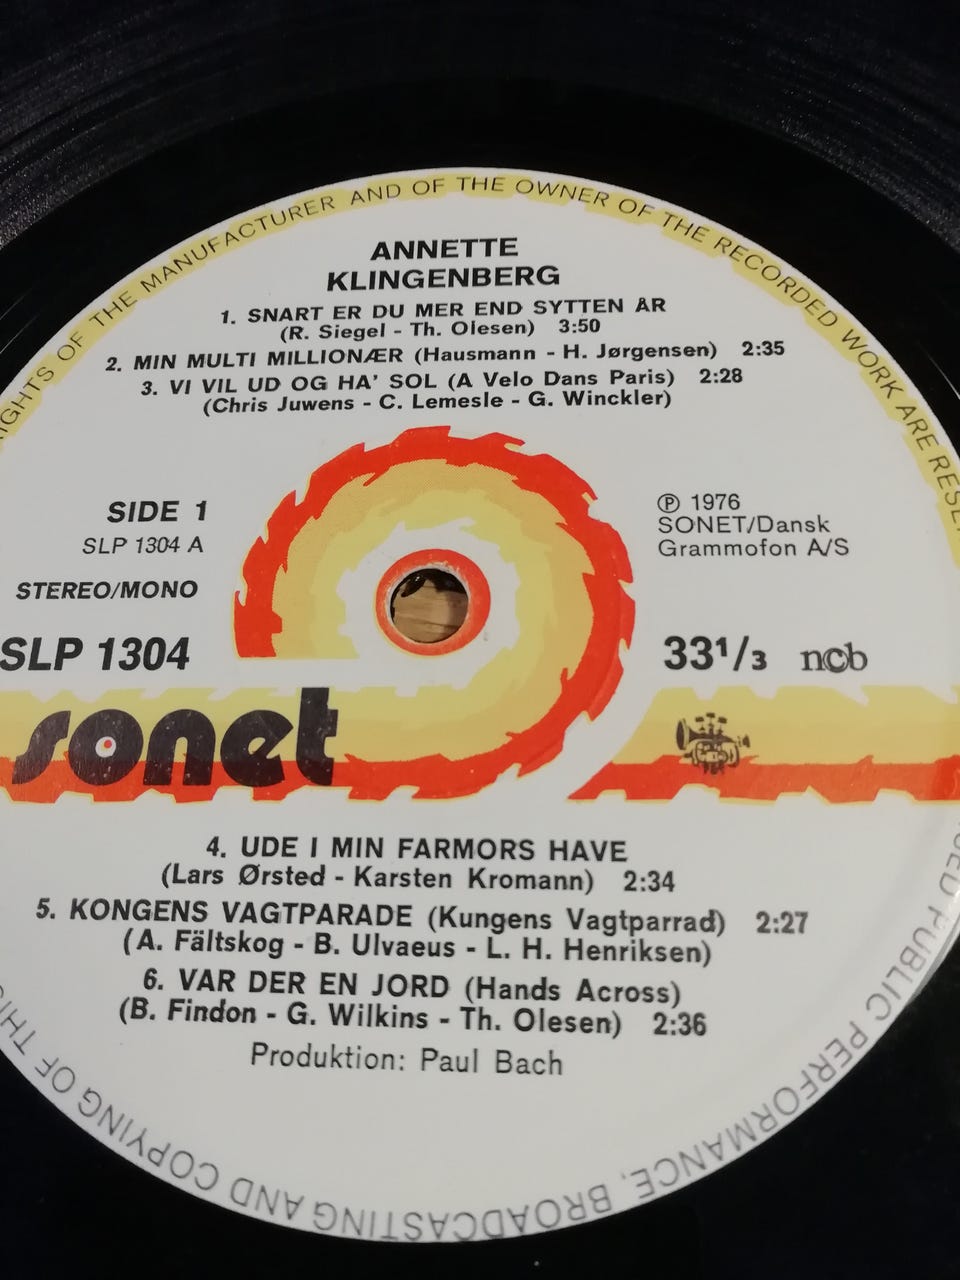 RIGHTS OF THE MANUFACTURER AND OF THE OWNER OF THE RECORDED WORK ARE
ANNETTE
KLINGENBERG
1. SNART ER DU MER END SYTTEN ÅR
(R. Siegel - Th. Olesen) 3:50
2. MIN MULTI MILLIONÆR (Hausmann - H. Jørgensen) 2:35
3. VI VIL UD OG HA' SOL (A Velo Dans Paris) 2:28
(Chris Juwens - C. Lemesle - G. Winckler)
SIDE 1
SLP 1304 A
STEREO/MONO
SLP 1304
℗ 1976
SONET/Dansk
Grammofon A/S
33¹/₃ ncb
sonet
4. UDE I MIN FARMORS HAVE
(Lars Ørsted - Karsten Kromann) 2:34
5. KONGENS VAGTPARADE (Kungens Vagtparrad) 2:27
(A. Fältskog - B. Ulvaeus - L. H. Henriksen)
6. VAR DER EN JORD (Hands Across)
(B. Findon - G. Wilkins - Th. Olesen) 2:36
Produktion: Paul Bach
PUBLIC PERFORMANCE, BROADCASTING AND COPYING OF THIS